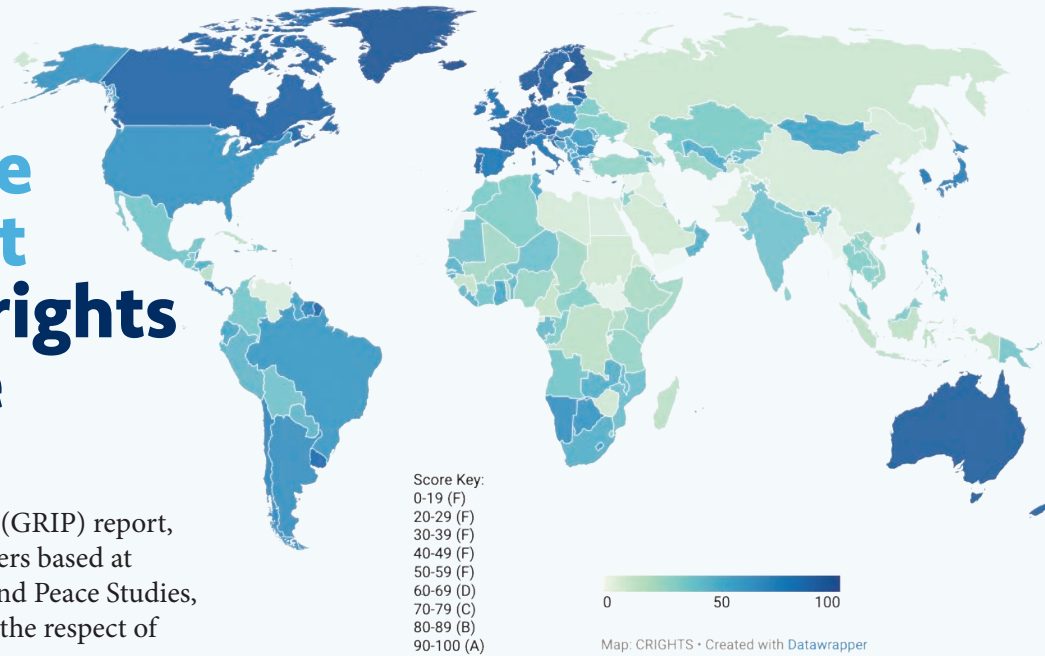 e
t
rights
e
(GRIP) report,
ers based at
nd Peace Studies,
the respect of
Score Key:
0-19 (F)
20-29 (F)
30-39 (F)
40-49 (F)
50-59 (F)
60-69 (D)
70-79 (C)
80-89 (B)
90-100 (A)
0 50 100
Map: CRIGHTS • Created with Datawrapper